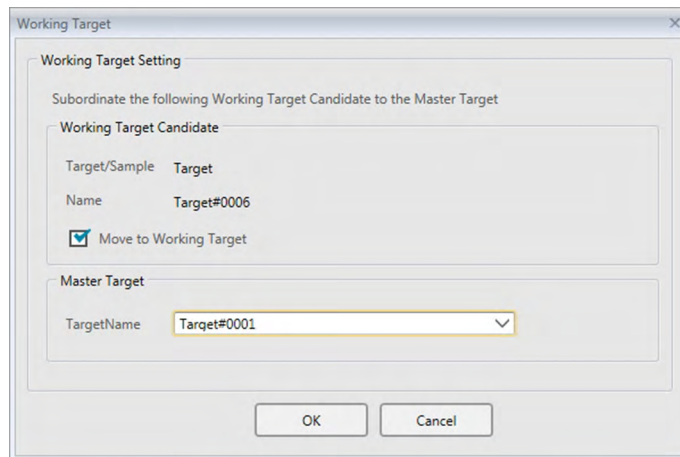 Working Target
Working Target Setting
Subordinate the following Working Target Candidate to the Master Target
Working Target Candidate
Target/Sample Target
Name Target#0006
Move to Working Target
Master Target
TargetName Target#0001
OK Cancel